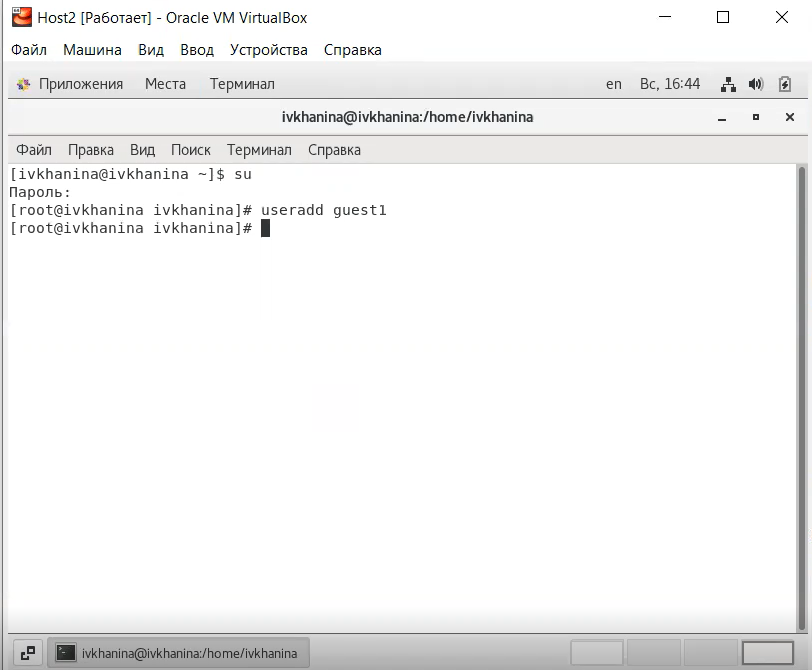 Host2 [Работает] - Oracle VM VirtualBox
Файл Машина Вид Ввод Устройства Справка
Приложения Места Терминал en Вс, 16:44
ivkhanina@ivkhanina:/home/ivkhanina
Файл Правка Вид Поиск Терминал Справка
[ivkhanina@ivkhanina ~]$ su
Пароль:
[root@ivkhanina ivkhanina]# useradd guest1
[root@ivkhanina ivkhanina]#
ivkhanina@ivkhanina:/home/ivkhanina